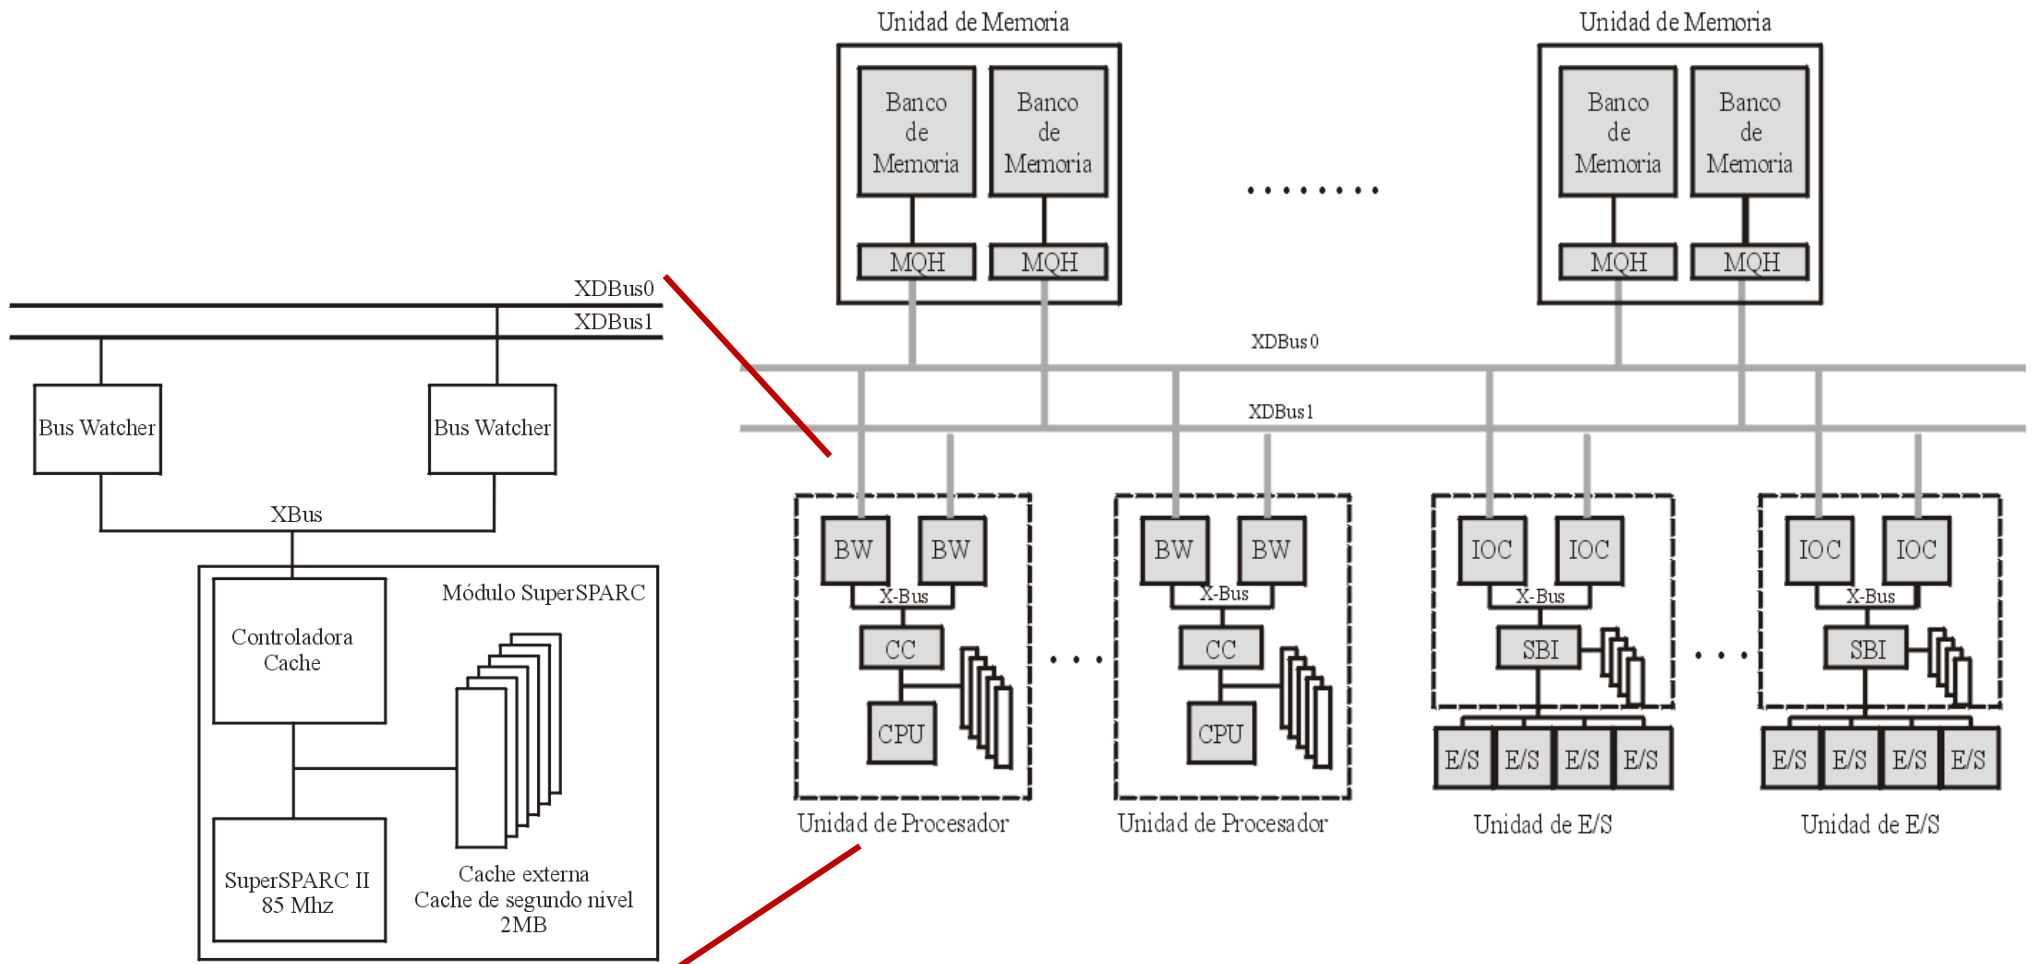 Unidad de Memoria
Unidad de Memoria
Banco
de
Memoria
Banco
de
Memoria
Banco
de
Memoria
Banco
de
Memoria
MQH
MQH
MQH
MQH
XDBus0
XDBus1
XDBus0
XDBus1
Bus Watcher
Bus Watcher
XBus
Módulo SuperSPARC
Controladora
Cache
SuperSPARC II
85 Mhz
Cache externa
Cache de segundo nivel
2MB
BW
BW
X-Bus
CC
CPU
Unidad de Procesador
BW
BW
X-Bus
CC
CPU
Unidad de Procesador
IOC
IOC
X-Bus
SBI
E/S
E/S
E/S
E/S
Unidad de E/S
IOC
IOC
X-Bus
SBI
E/S
E/S
E/S
E/S
Unidad de E/S